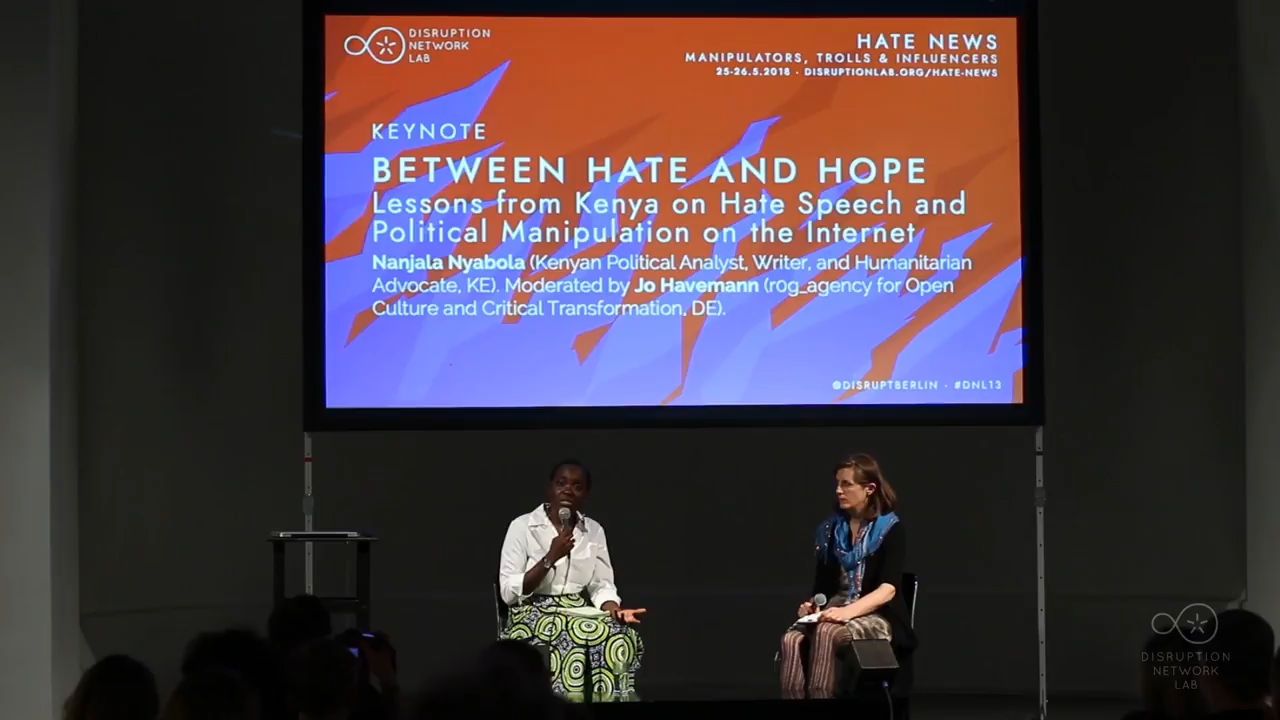 DISRUPTION
NETWORK
LAB
HATE NEWS
MANIPULATORS, TROLLS & INFLUENCERS
25-26.5.2018 · DISRUPTIONLAB.ORG/HATE-NEWS
KEYNOTE
BETWEEN HATE AND HOPE
Lessons from Kenya on Hate Speech and
Political Manipulation on the Internet
Nanjala Nyabola (Kenyan Political Analyst, Writer, and Humanitarian
Advocate, KE). Moderated by Jo Havemann (r0g_agency for Open
Culture and Critical Transformation, DE).
@DISRUPTBERLIN · #DNL13
DISRUPTION
NETWORK
LAB